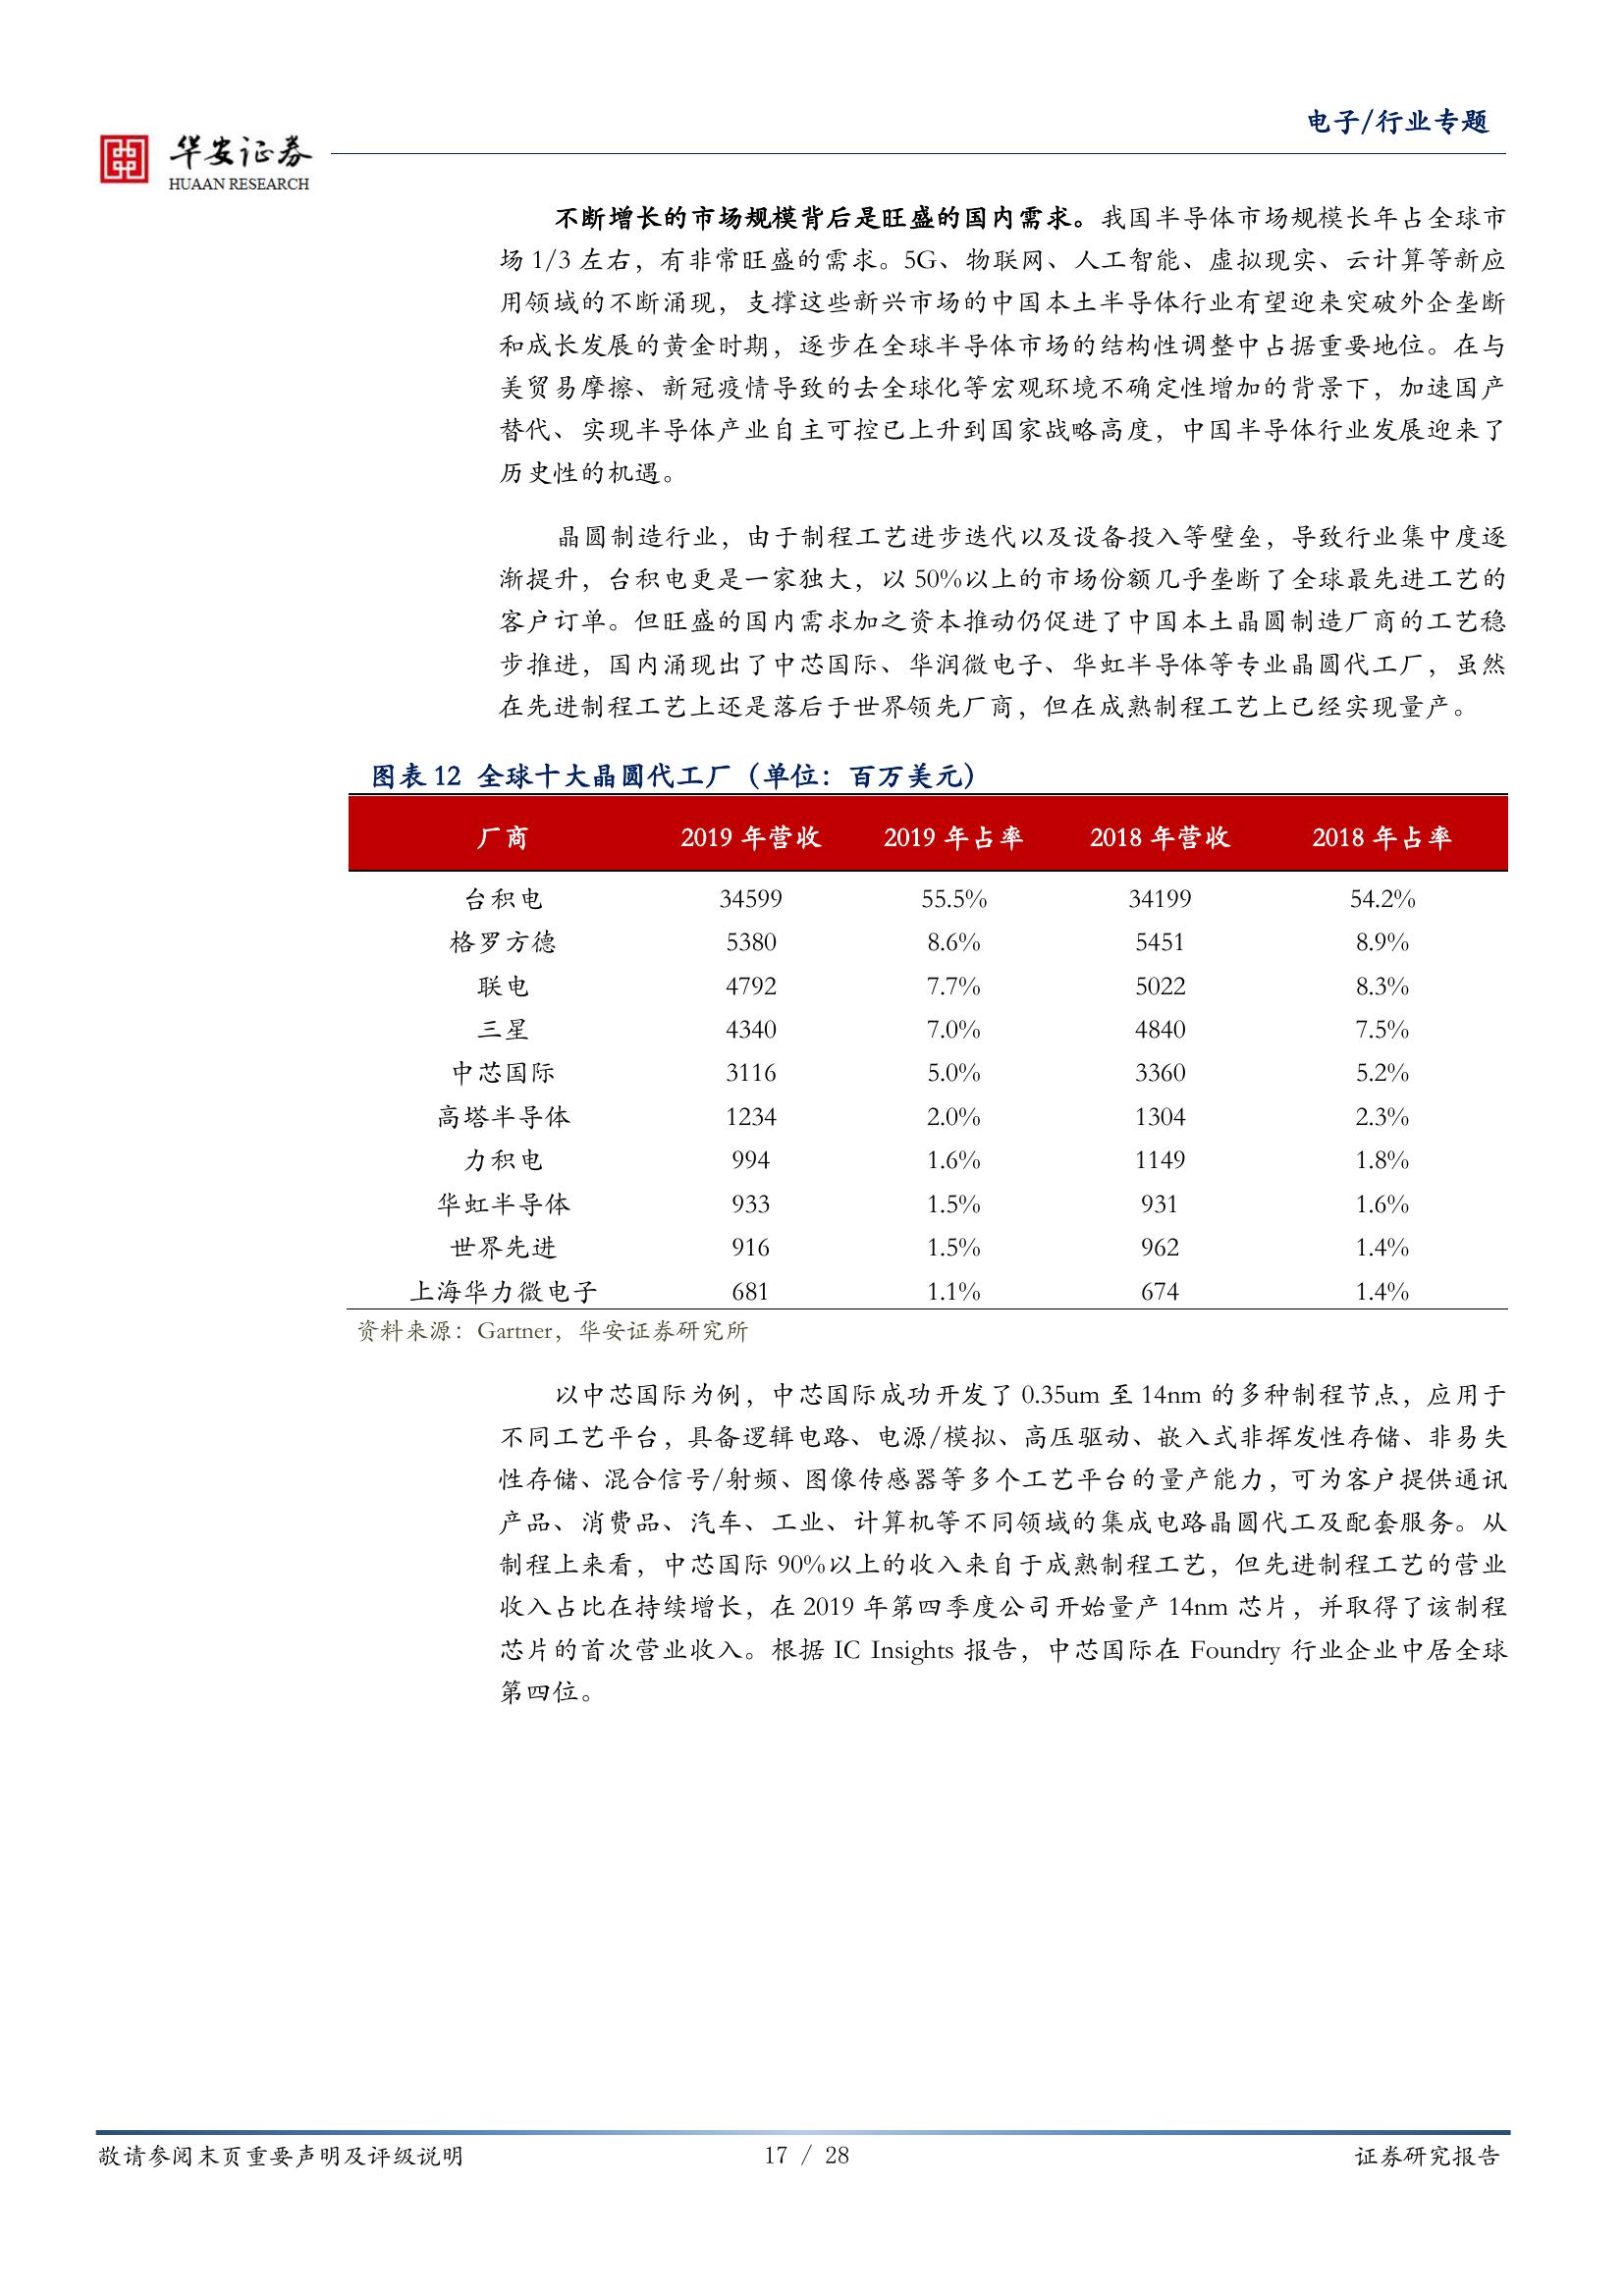 电子/行业专题
华安证券
HUAAN RESEARCH
不断增长的市场规模背后是旺盛的国内需求。我国半导体市场规模长年占全球市
场 1/3 左右，有非常旺盛的需求。5G、物联网、人工智能、虚拟现实、云计算等新应
用领域的不断涌现，支撑这些新兴市场的中国本土半导体行业有望迎来突破外企垄断
和成长发展的黄金时期，逐步在全球半导体市场的结构性调整中占据重要地位。在与
美贸易摩擦、新冠疫情导致的去全球化等宏观环境不确定性增加的背景下，加速国产
替代、实现半导体产业自主可控已上升到国家战略高度，中国半导体行业发展迎来了
历史性的机遇。
晶圆制造行业，由于制程工艺进步迭代以及设备投入等壁垒，导致行业集中度逐
渐提升，台积电更是一家独大，以 50%以上的市场份额几乎垄断了全球最先进工艺的
客户订单。但旺盛的国内需求加之资本推动仍促进了中国本土晶圆制造厂商的工艺稳
步推进，国内涌现出了中芯国际、华润微电子、华虹半导体等专业晶圆代工厂，虽然
在先进制程工艺上还是落后于世界领先厂商，但在成熟制程工艺上已经实现量产。
图表 12 全球十大晶圆代工厂（单位：百万美元）
厂商 2019 年营收 2019 年占率 2018 年营收 2018 年占率
台积电 34599 55.5% 34199 54.2%
格罗方德 5380 8.6% 5451 8.9%
联电 4792 7.7% 5022 8.3%
三星 4340 7.0% 4840 7.5%
中芯国际 3116 5.0% 3360 5.2%
高塔半导体 1234 2.0% 1304 2.3%
力积电 994 1.6% 1149 1.8%
华虹半导体 933 1.5% 931 1.6%
世界先进 916 1.5% 962 1.4%
上海华力微电子 681 1.1% 674 1.4%
资料来源：Gartner，华安证券研究所
以中芯国际为例，中芯国际成功开发了 0.35um 至 14nm 的多种制程节点，应用于
不同工艺平台，具备逻辑电路、电源/模拟、高压驱动、嵌入式非挥发性存储、非易失
性存储、混合信号/射频、图像传感器等多个工艺平台的量产能力，可为客户提供通讯
产品、消费品、汽车、工业、计算机等不同领域的集成电路晶圆代工及配套服务。从
制程上来看，中芯国际 90%以上的收入来自于成熟制程工艺，但先进制程工艺的营业
收入占比在持续增长，在 2019 年第四季度公司开始量产 14nm 芯片，并取得了该制程
芯片的首次营业收入。根据 IC Insights 报告，中芯国际在 Foundry 行业企业中居全球
第四位。
敬请参阅末页重要声明及评级说明 17 / 28 证券研究报告